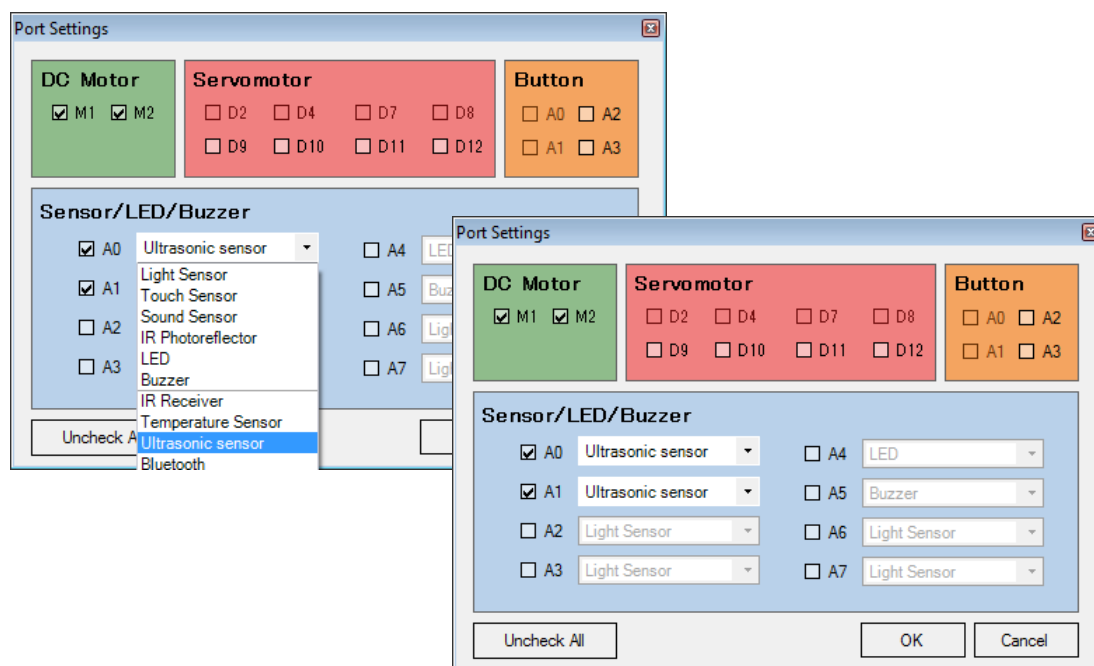 Port Settings
DC Motor
M1 M2
Servomotor
D2 D4 D7 D8
D9 D10 D11 D12
Button
A0 A2
A1 A3
Sensor/LED/Buzzer
A0 Ultrasonic sensor
A1
A2
A3
Light Sensor
Touch Sensor
Sound Sensor
IR Photoreflector
LED
Buzzer
IR Receiver
Temperature Sensor
Ultrasonic sensor
Bluetooth
A4 LED
A5
A6
A7
Uncheck
Port Settings
DC Motor
M1 M2
Servomotor
D2 D4 D7 D8
D9 D10 D11 D12
Button
A0 A2
A1 A3
Sensor/LED/Buzzer
A0 Ultrasonic sensor A4 LED
A1 Ultrasonic sensor A5 Buzzer
A2 Light Sensor A6 Light Sensor
A3 Light Sensor A7 Light Sensor
Uncheck All OK Cancel